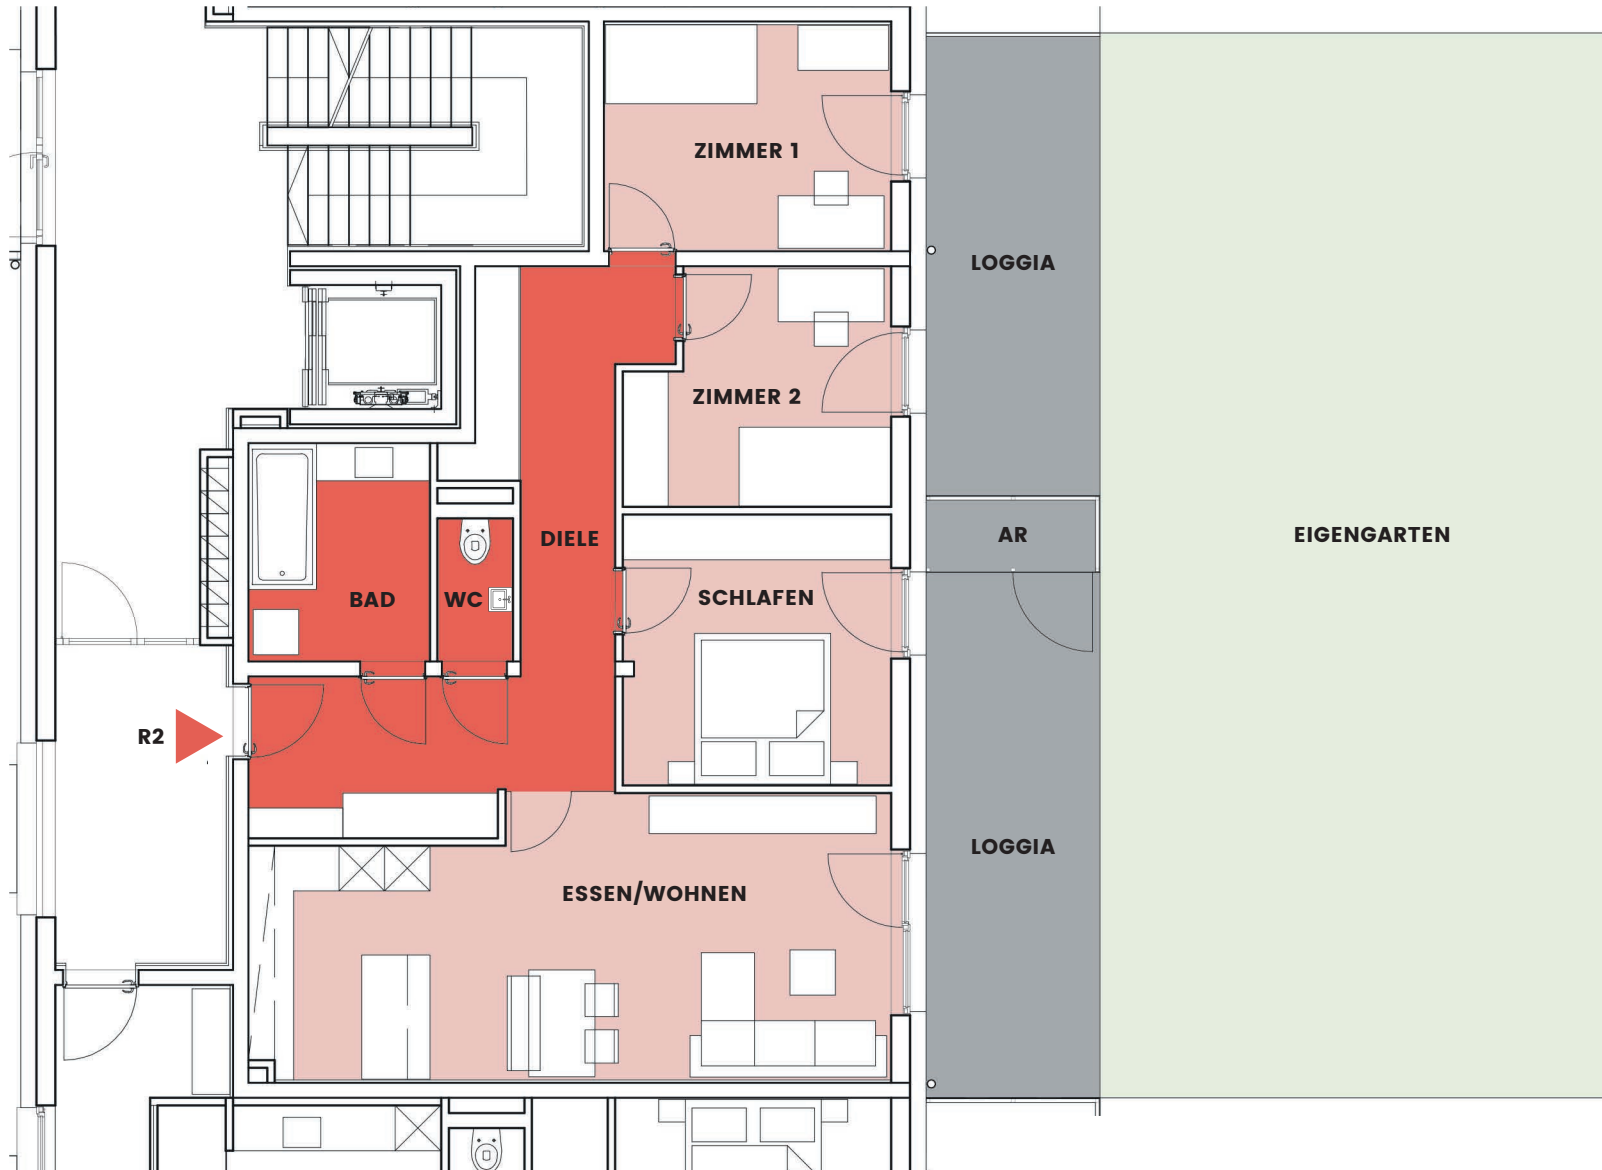 ZIMMER 1
LOGGIA
ZIMMER 2
DIELE
AR
EIGENGARTEN
BAD
WC
SCHLAFEN
R2
LOGGIA
ESSEN/WOHNEN